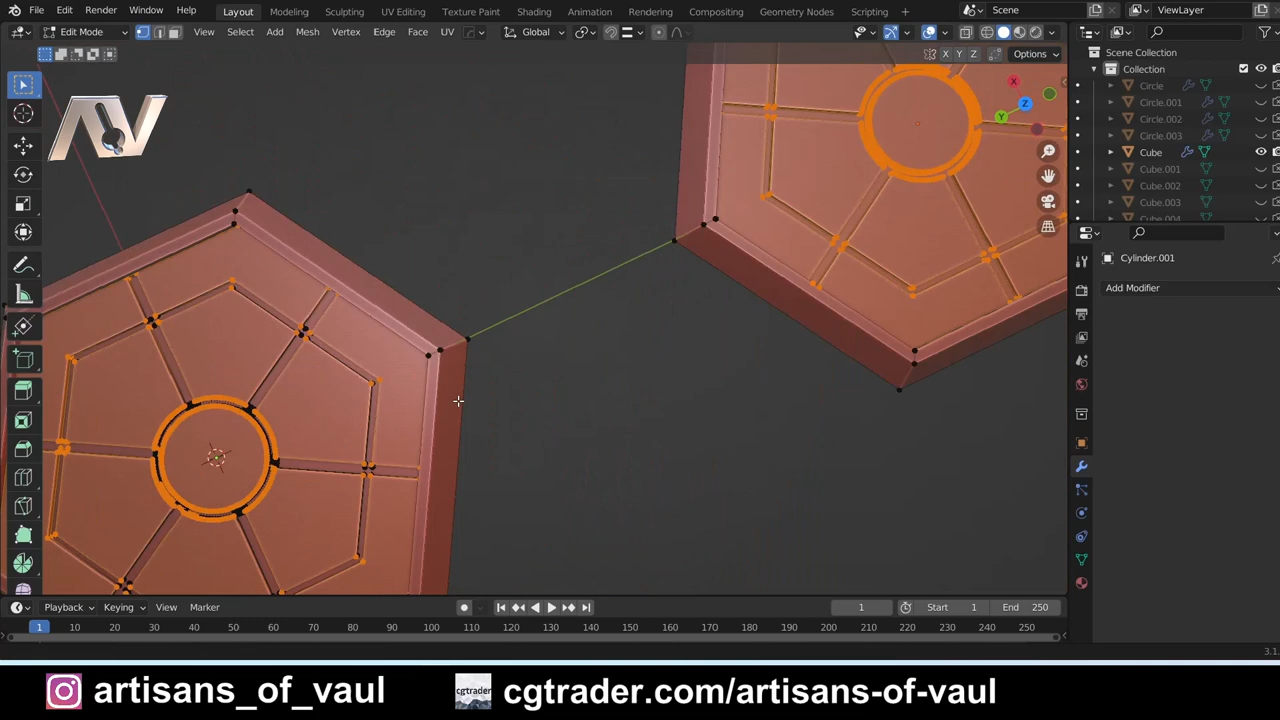 File Edit Render Window Help Layout Modeling Sculpting UV Editing Texture Paint Shading Animation Rendering Compositing Geometry Nodes Scripting Scene ViewLayer
Edit Mode View Select Add Mesh Vertex Edge Face UV Global
X Y Z Options
Scene Collection
Collection
Circle
Circle.001
Circle.002
Circle.003
Cube
Cube.001
Cube.002
Cube.003
Cube.004
X
Z
Y
AV
Cylinder.001
Add Modifier
Playback Keying View Marker 1 Start 1 End 250
1 10 20 30 40 50 60 70 80 90 100 110 120 130 140 150 160 170 180 190 200 210 220 230 240 250
3.1.
artisans_of_vaul cgtrader cgtrader.com/artisans-of-vaul